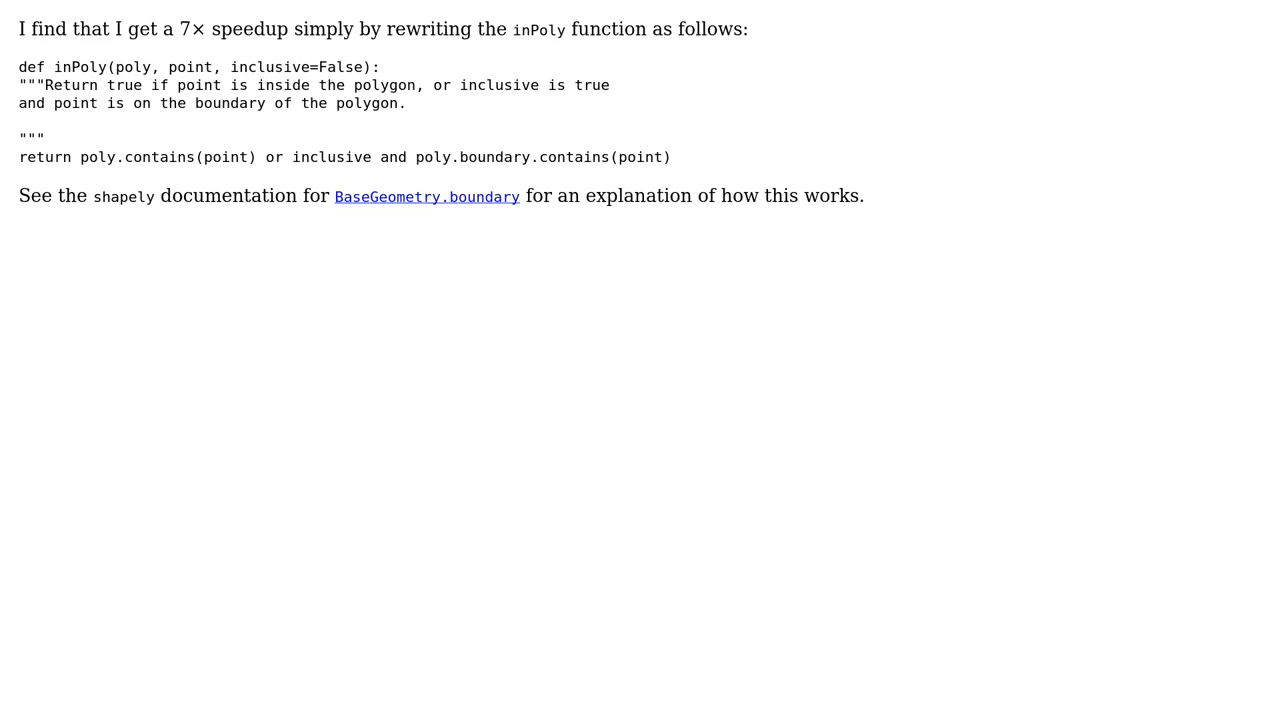 I find that I get a 7× speedup simply by rewriting the inPoly function as follows:
def inPoly(poly, point, inclusive=False):
"""Return true if point is inside the polygon, or inclusive is true
and point is on the boundary of the polygon.
"""
return poly.contains(point) or inclusive and poly.boundary.contains(point)
See the shapely documentation for BaseGeometry.boundary for an explanation of how this works.